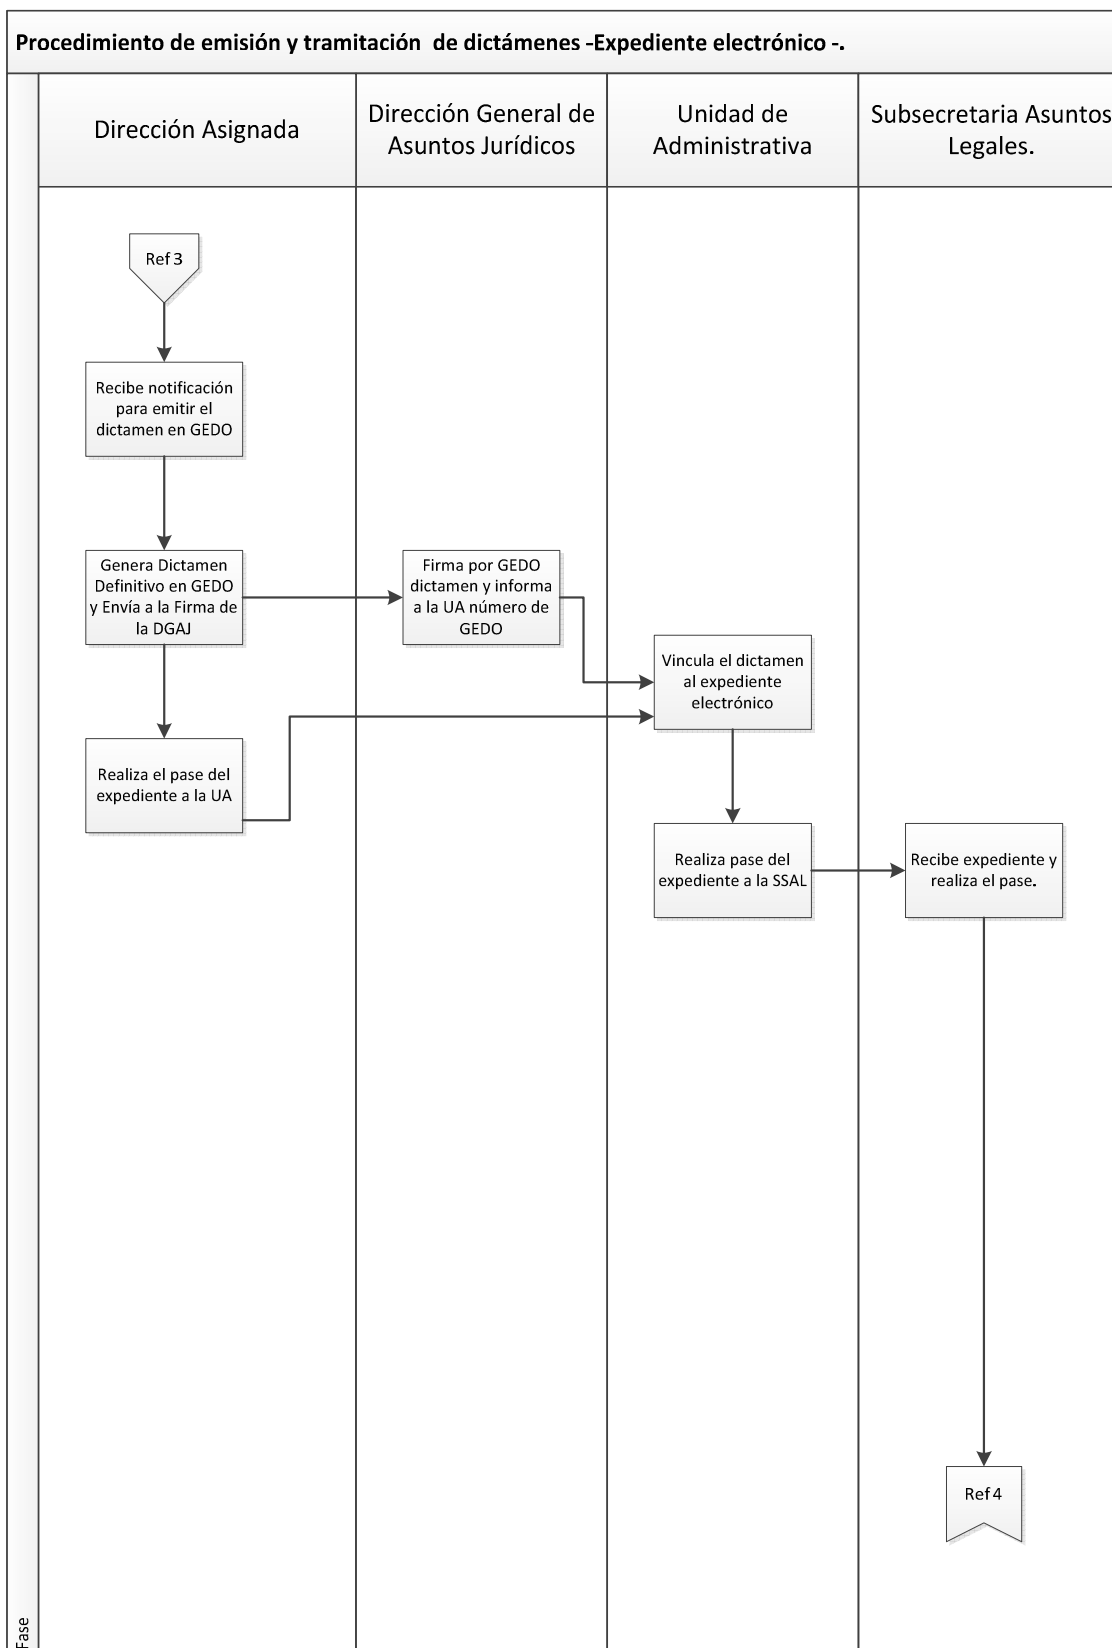 Procedimiento de emisión y tramitación de dictámenes -Expediente electrónico -.
Dirección Asignada
Dirección General de
Asuntos Jurídicos
Unidad de
Administrativa
Subsecretaria Asuntos
Legales.
Ref 3
Recibe notificación
para emitir el
dictamen en GEDO
Genera Dictamen
Definitivo en GEDO
y Envía a la Firma de
la DGAJ
Firma por GEDO
dictamen y informa
a la UA número de
GEDO
Vincula el dictamen
al expediente
electrónico
Realiza el pase del
expediente a la UA
Realiza pase del
expediente a la SSAL
Recibe expediente y
realiza el pase.
Ref 4
Fase